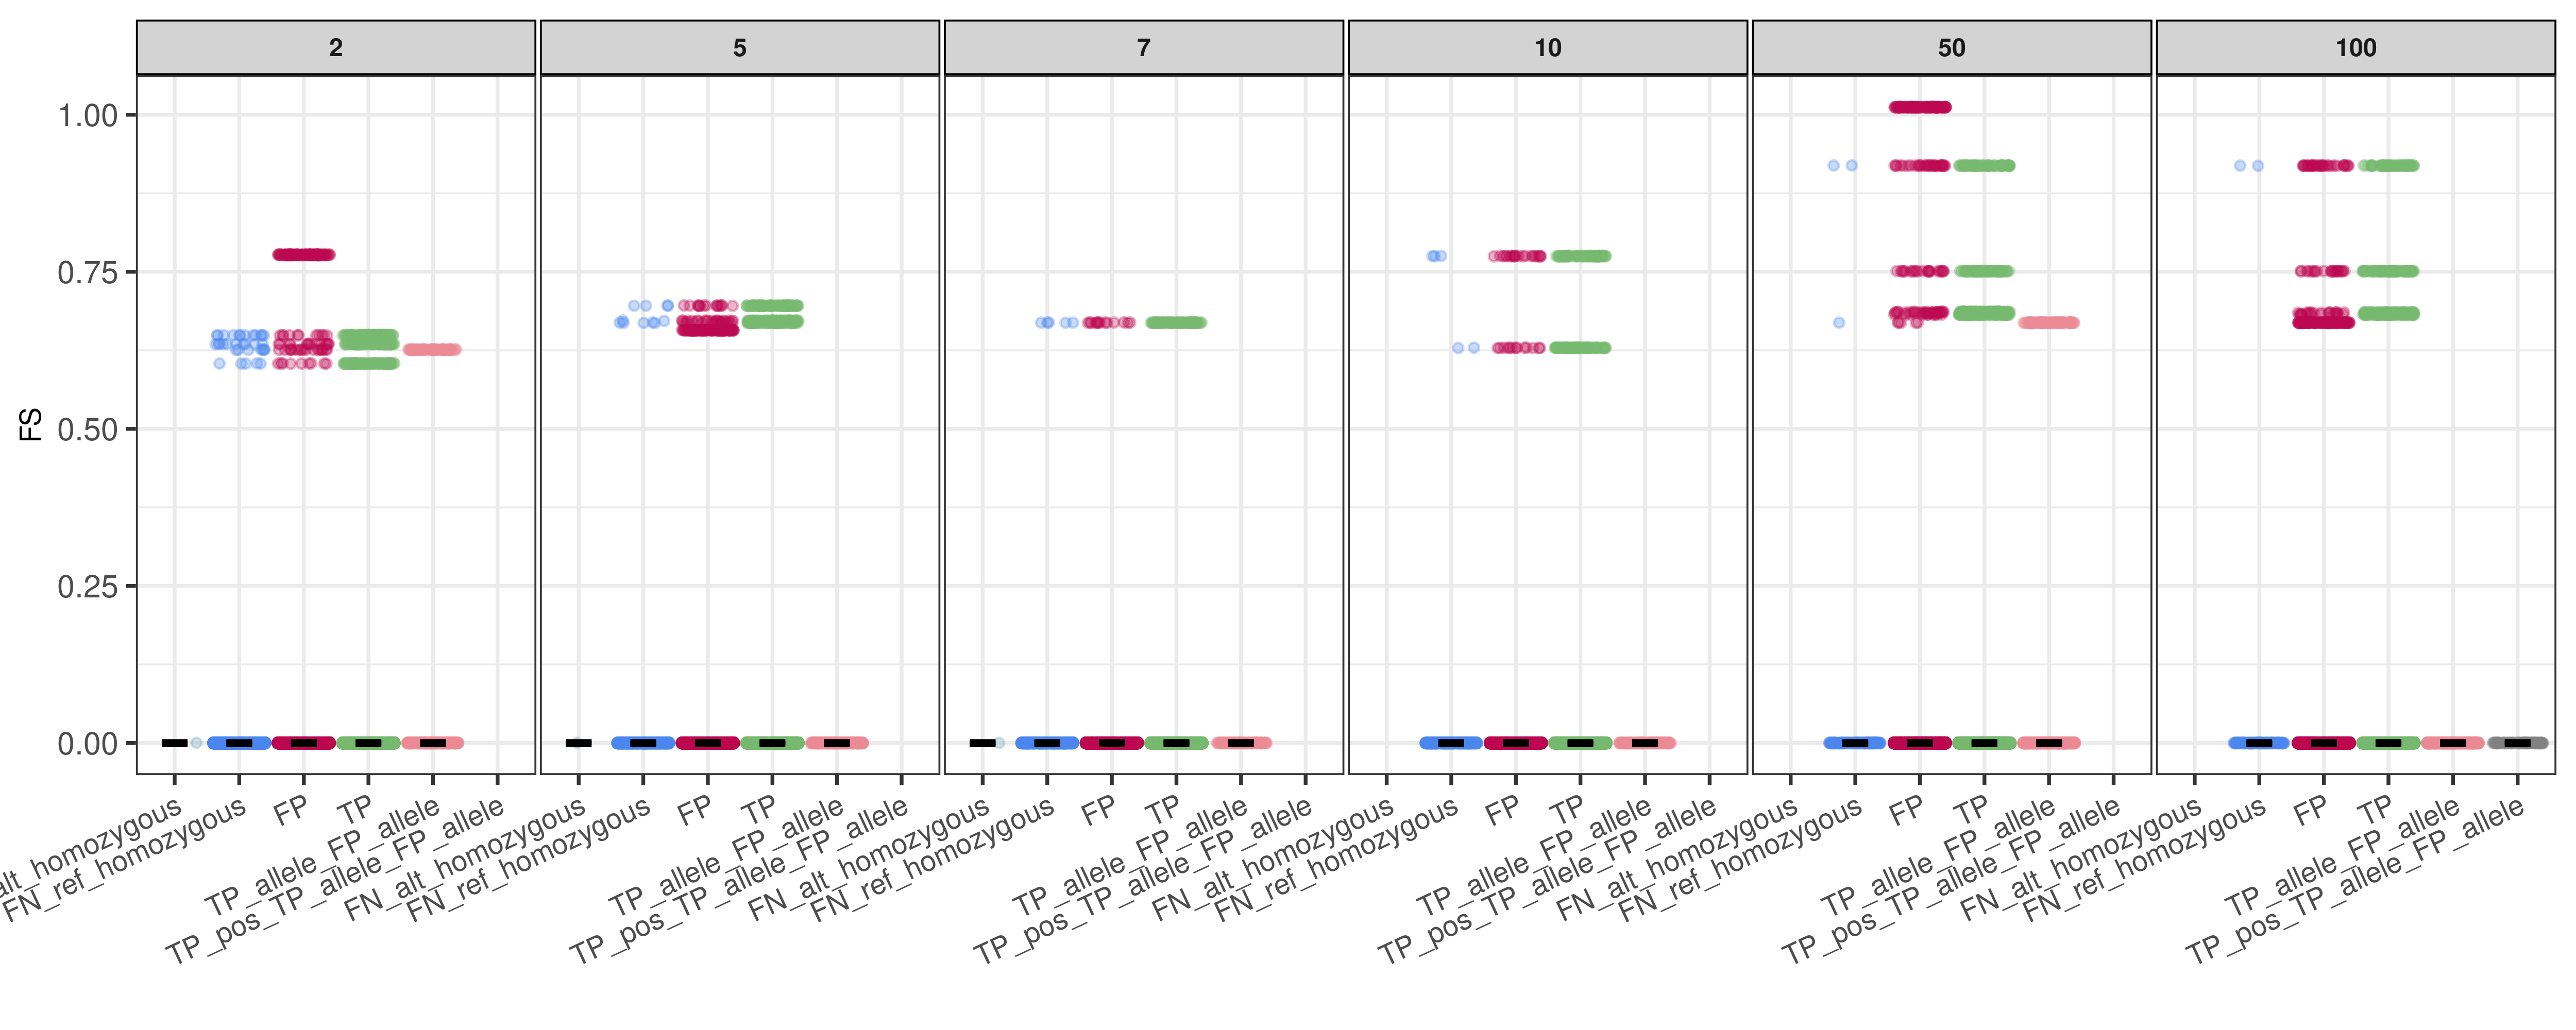 2 5 7 10 50 100
1.00
0.75
0.50
0.25
0.00
FS
alt_homozygous FN_ref_homozygous FP TP TP_allele_FP_allele TP_pos_TP_allele_FP_allele
FN_alt_homozygous FN_ref_homozygous FP TP TP_allele_FP_allele TP_pos_TP_allele_FP_allele
FN_alt_homozygous FN_ref_homozygous FP TP TP_allele_FP_allele TP_pos_TP_allele_FP_allele
FN_alt_homozygous FN_ref_homozygous FP TP TP_allele_FP_allele TP_pos_TP_allele_FP_allele
FN_alt_homozygous FN_ref_homozygous FP TP TP_allele_FP_allele TP_pos_TP_allele_FP_allele
FN_alt_homozygous FN_ref_homozygous FP TP TP_allele_FP_allele TP_pos_TP_allele_FP_allele